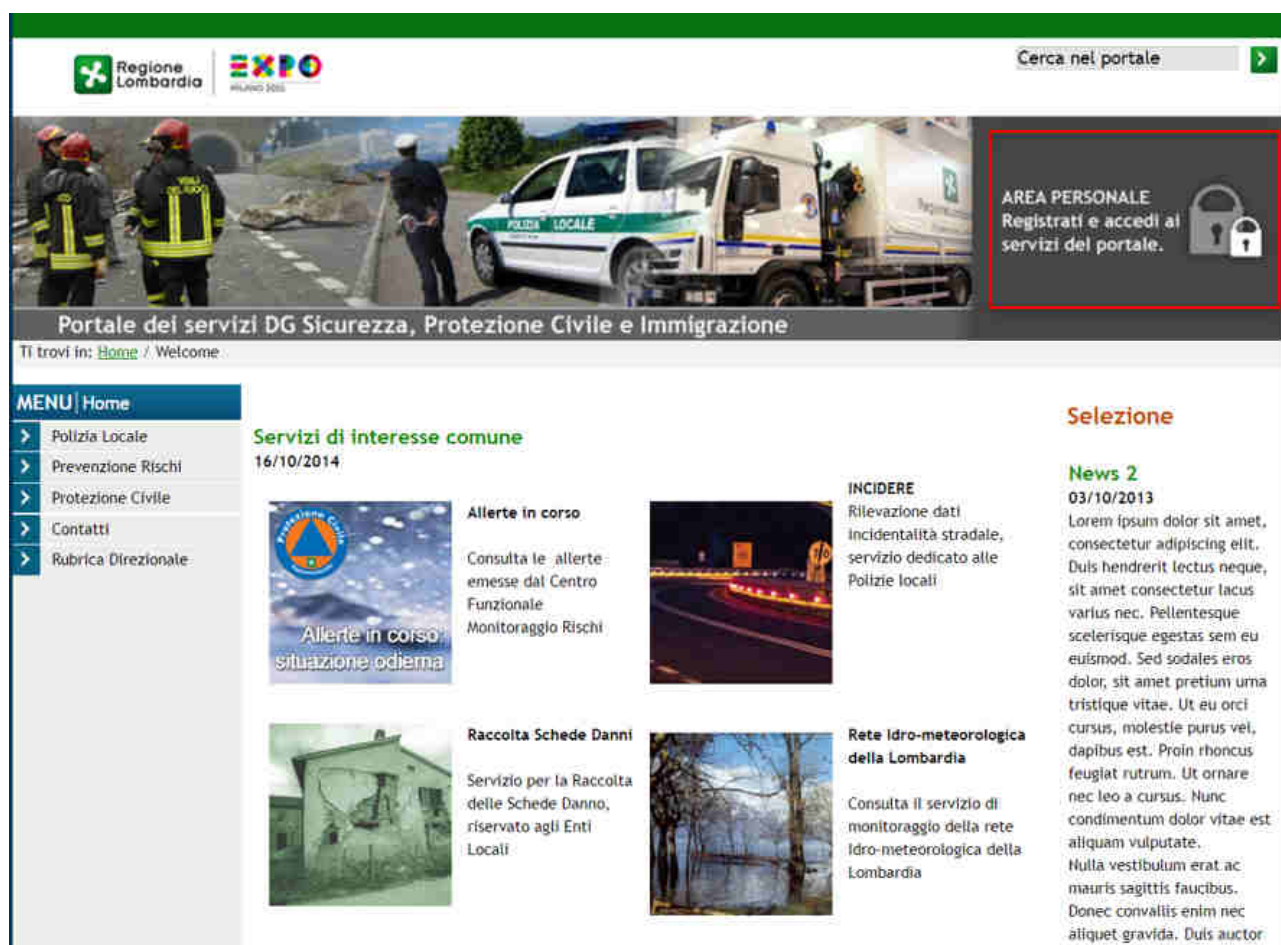 Regione
Lombardia
EXPO
MILANO 2015
Cerca nel portale
VIGILI
DEL FUOCO
POLIZIA LOCALE
AREA PERSONALE
Registrati e accedi ai
servizi del portale.
Portale dei servizi DG Sicurezza, Protezione Civile e Immigrazione
Ti trovi in: Home / Welcome
MENU Home
Polizia Locale
Prevenzione Rischi
Protezione Civile
Contatti
Rubrica Direzionale
Servizi di interesse comune
16/10/2014
Protezione Civile
Allerte in corso:
situazione odierna
Allerte in corso
Consulta le allerte
emesse dal Centro
Funzionale
Monitoraggio Rischi
INCIDERE
Rilevazione dati
incidentalità stradale,
servizio dedicato alle
Polizie locali
Raccolta Schede Danni
Servizio per la Raccolta
delle Schede Danno,
riservato agli Enti
Locali
Rete Idro-meteorologica
della Lombardia
Consulta il servizio di
monitoraggio della rete
Idro-meteorologica della
Lombardia
Selezione
News 2
03/10/2013
Lorem ipsum dolor sit amet,
consectetur adipiscing elit.
Duis hendrerit lectus neque,
sit amet consectetur lacus
varius nec. Pellentesque
scelerisque egestas sem eu
euismod. Sed sodales eros
dolor, sit amet pretium urna
tristique vitae. Ut eu orci
cursus, molestie purus vel,
dapibus est. Proin rhoncus
feugiat rutrum. Ut ornare
nec leo a cursus. Nunc
condimentum dolor vitae est
aliquam vulputate.
Nulla vestibulum erat ac
mauris sagittis faucibus.
Donec convallis enim nec
aliquet gravida. Duis auctor